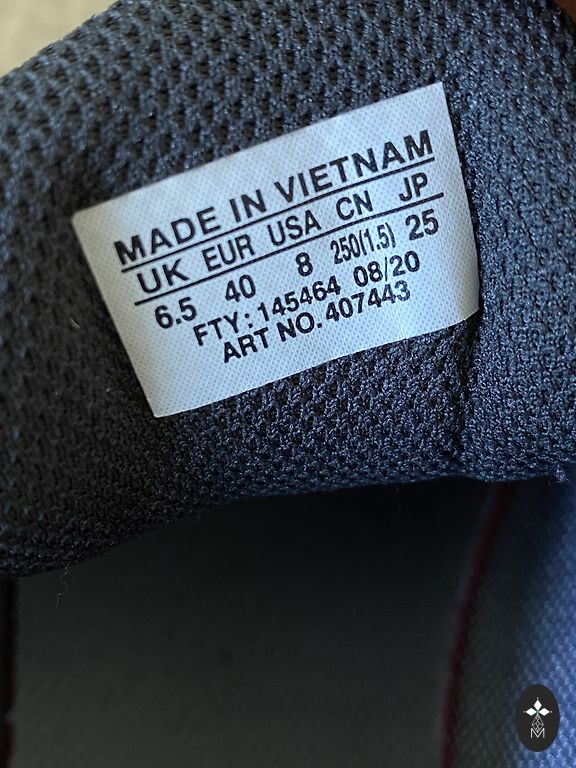 MADE IN VIETNAM
UK EUR USA CN JP
6.5 40 8 250(1.5) 25
FTY: 145464 08/20
ART NO. 407443
M